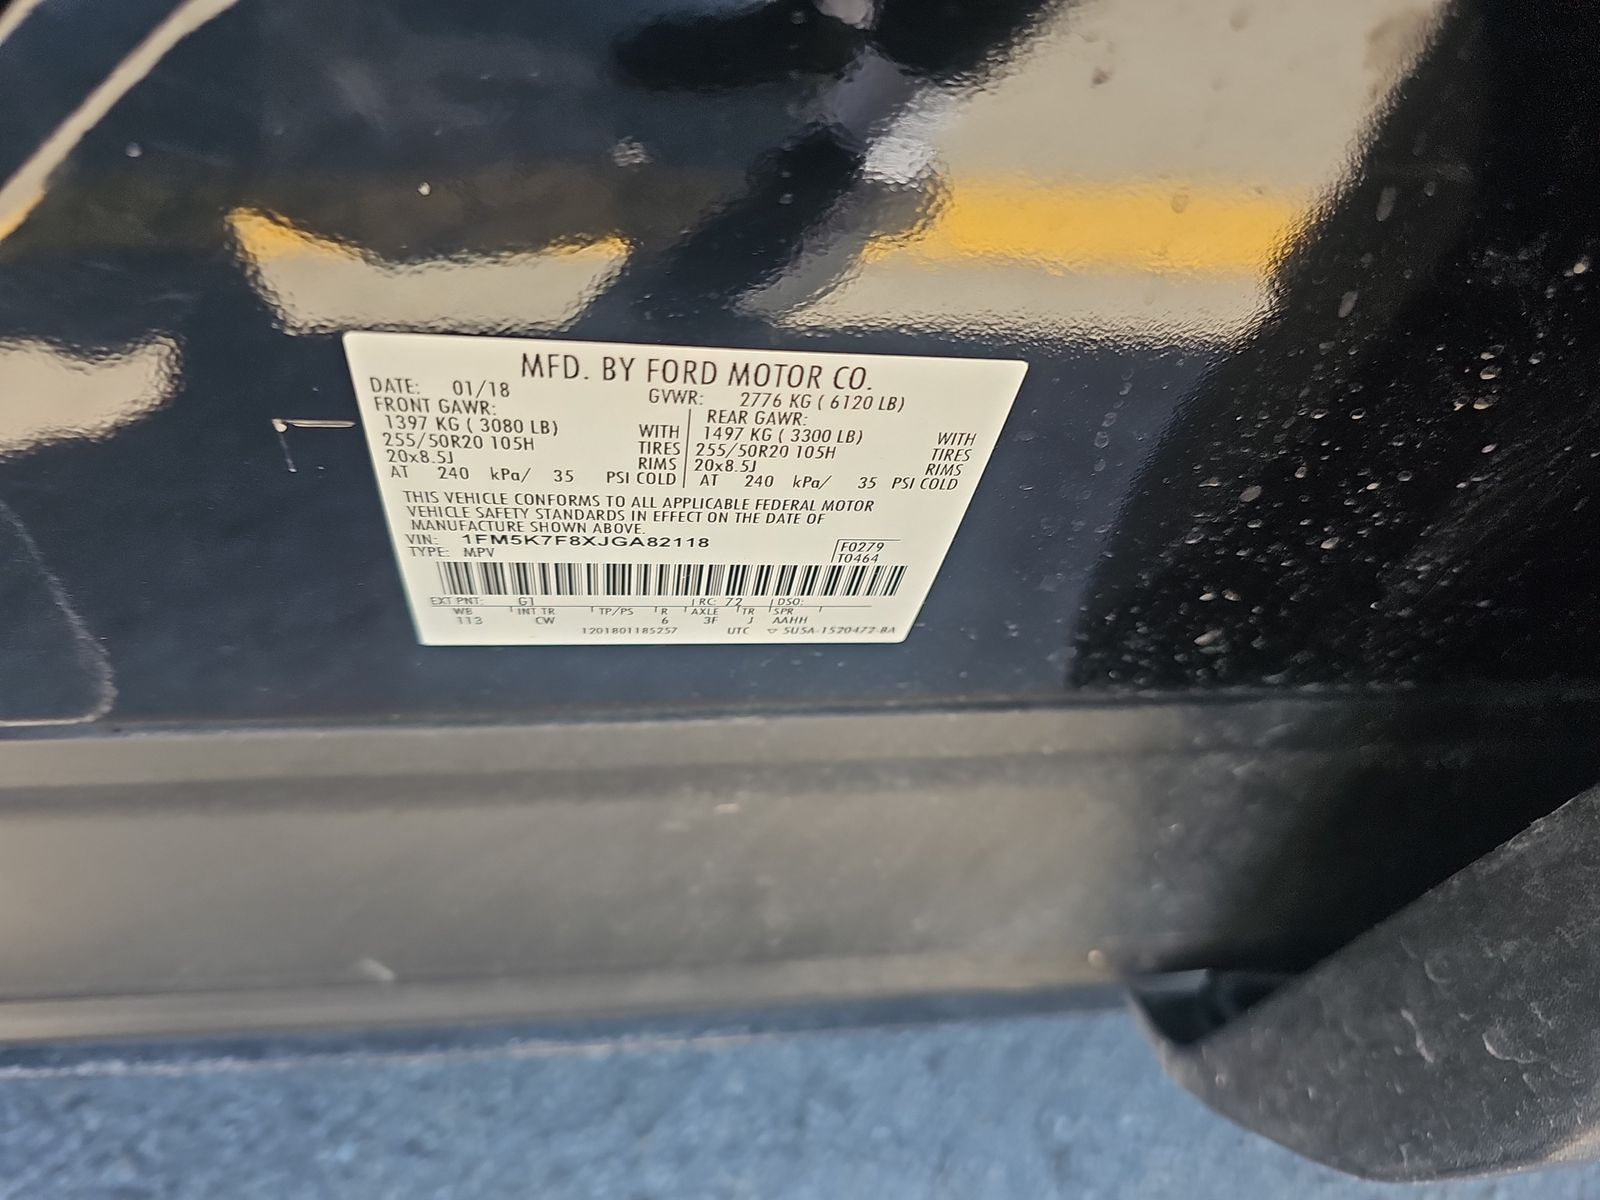 MFD. BY FORD MOTOR CO.
DATE: 01/18 GVWR: 2776 KG ( 6120 LB)
FRONT GAWR: REAR GAWR:
1397 KG ( 3080 LB) WITH 1497 KG ( 3300 LB) WITH
255/50R20 105H TIRES 255/50R20 105H TIRES
20x8.5J RIMS 20x8.5J RIMS
AT 240 kPa/ 35 PSI COLD AT 240 kPa/ 35 PSI COLD
THIS VEHICLE CONFORMS TO ALL APPLICABLE FEDERAL MOTOR
VEHICLE SAFETY STANDARDS IN EFFECT ON THE DATE OF
MANUFACTURE SHOWN ABOVE.
VIN: 1FM5K7F8XJGA82118
TYPE: MPV
F0279
T0464
EXT PNT: G1 RC: 72 DSO:
WB INT TR TP/PS R AXLE TR SPR
113 CW 6 3F J AAHH
1201801185257 UTC ▽ 5U5A-1520472-BA